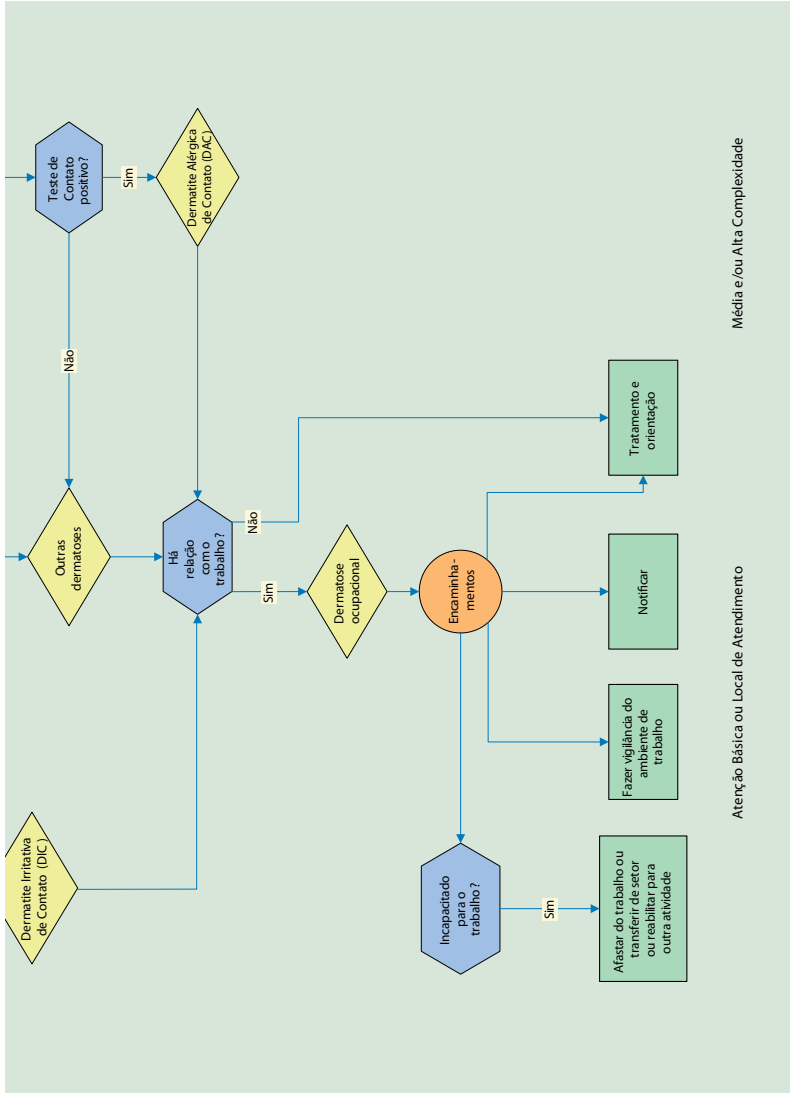 Teste de
Contato
positivo?
Sim
Dermatite Alérgica
de Contato (DAC)
Não
Outras
dermatoses
Há
relação
com o
trabalho ?
Não
Sim
Dermatite Irritativa
de Contato (DIC )
Dermatose
ocupacional
Encaminha -
mentos
Incapacitado
para o
trabalho ?
Sim
Afastar do trabalho ou
transferir de setor
ou reabilitar para
outra atividade
Fazer vigilância do
ambiente de
trabalho
Notificar
Tratamento e
orientação
Atenção Básica ou Local de Atendimento
Média e /ou Alta Complexidade